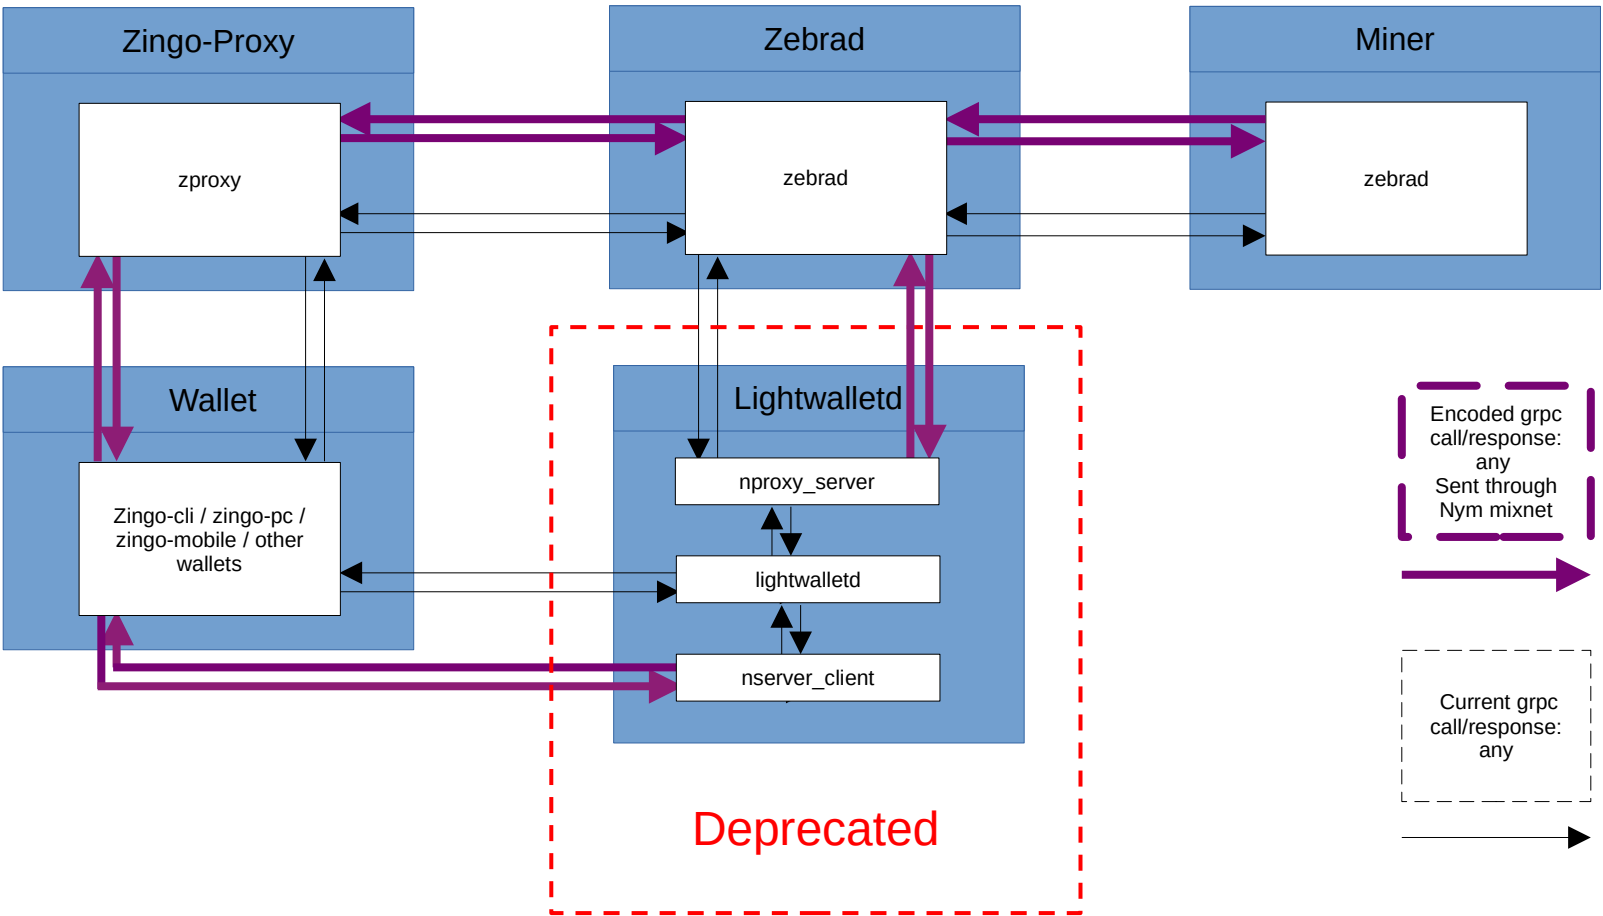 Zingo-Proxy
Zebrad
Miner
zproxy
zebrad
zebrad
Wallet
Lightwalletd
Zingo-cli / zingo-pc /
zingo-mobile / other
wallets
nproxy_server
lightwalletd
nserver_client
Deprecated
Encoded grpc
call/response:
any
Sent through
Nym mixnet
Current grpc
call/response:
any